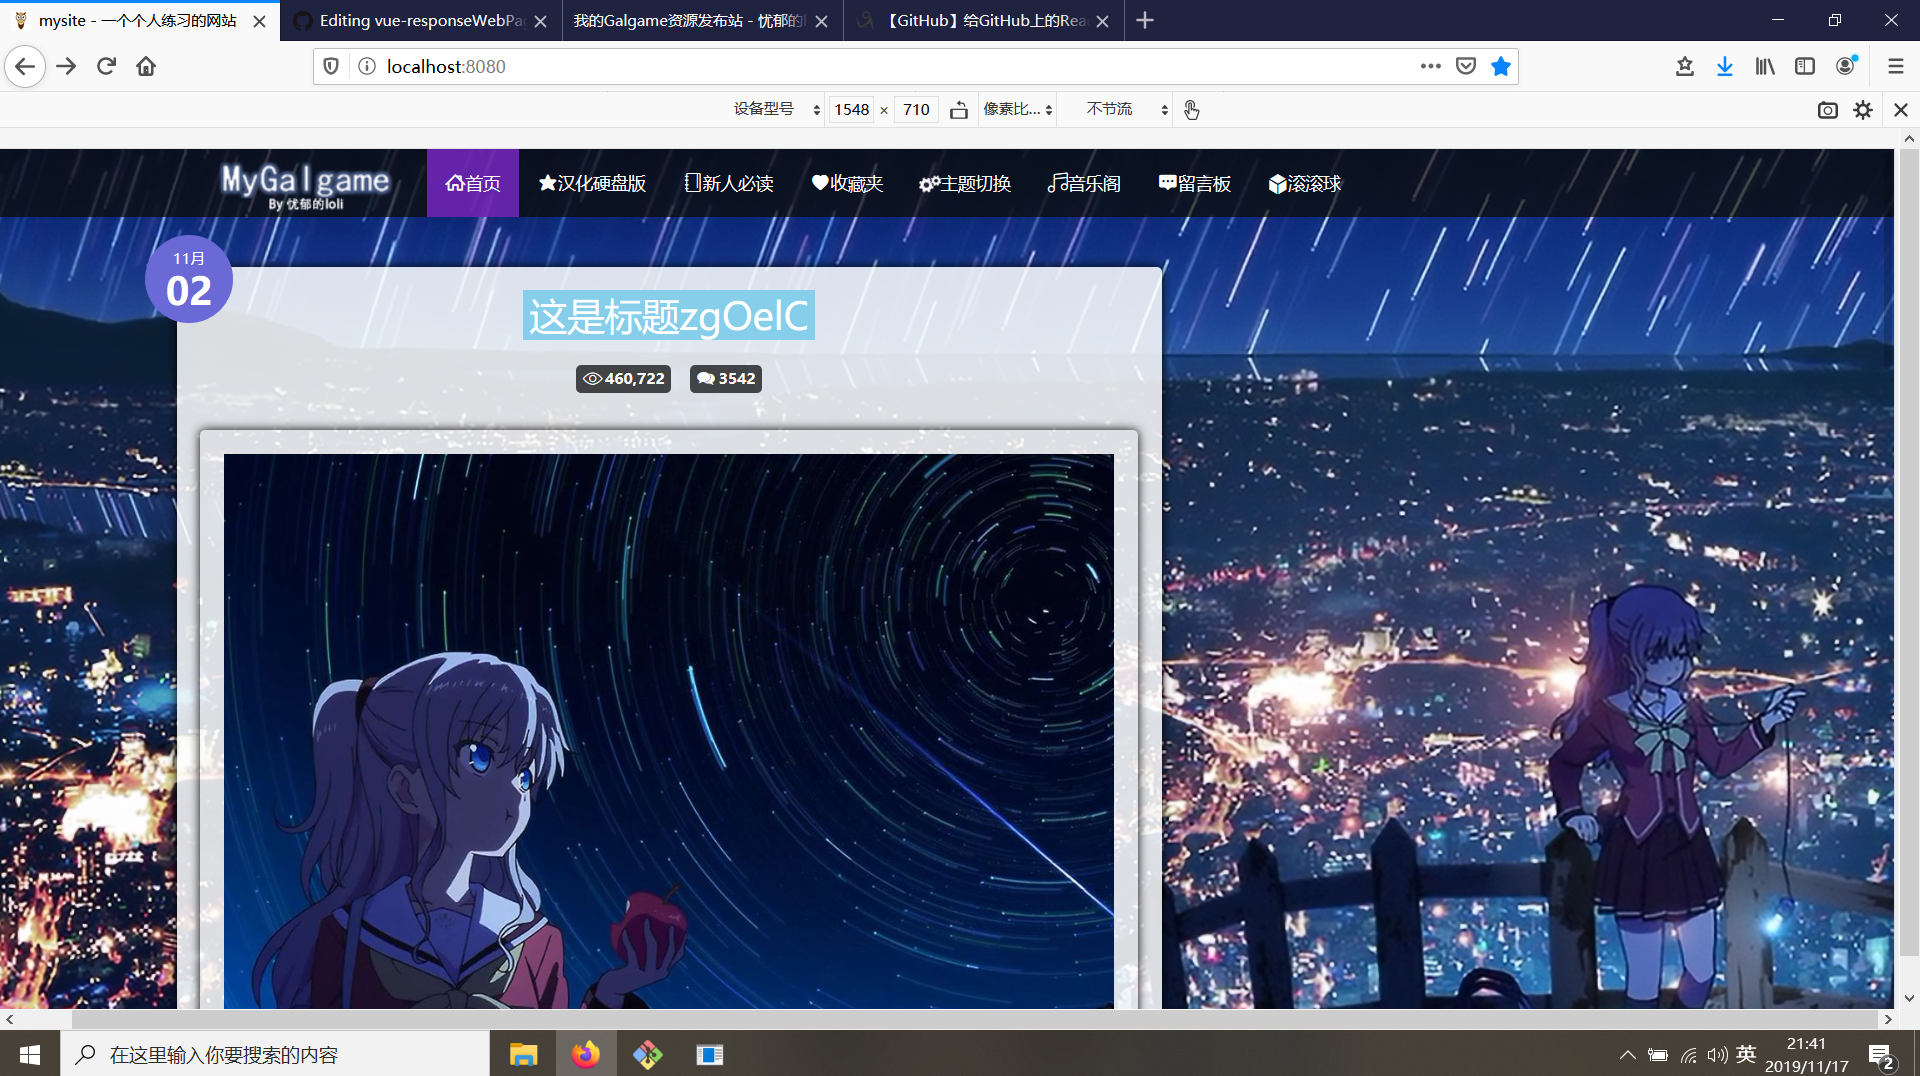 mysite - 一个个人练习的网站
Editing vue-responseWebPa
我的Galgame资源发布站 - 忧郁的l
【GitHub】给GitHub上的Rea
localhost:8080
设备型号
1548 × 710
像素比...
不节流
MyGalgame
By 忧郁的loli
首页
汉化硬盘版
新人必读
收藏夹
主题切换
音乐阁
留言板
滚滚球
11月
02
这是标题zgOelC
460,722
3542
在这里输入你要搜索的内容
英
21:41
2019/11/17
2